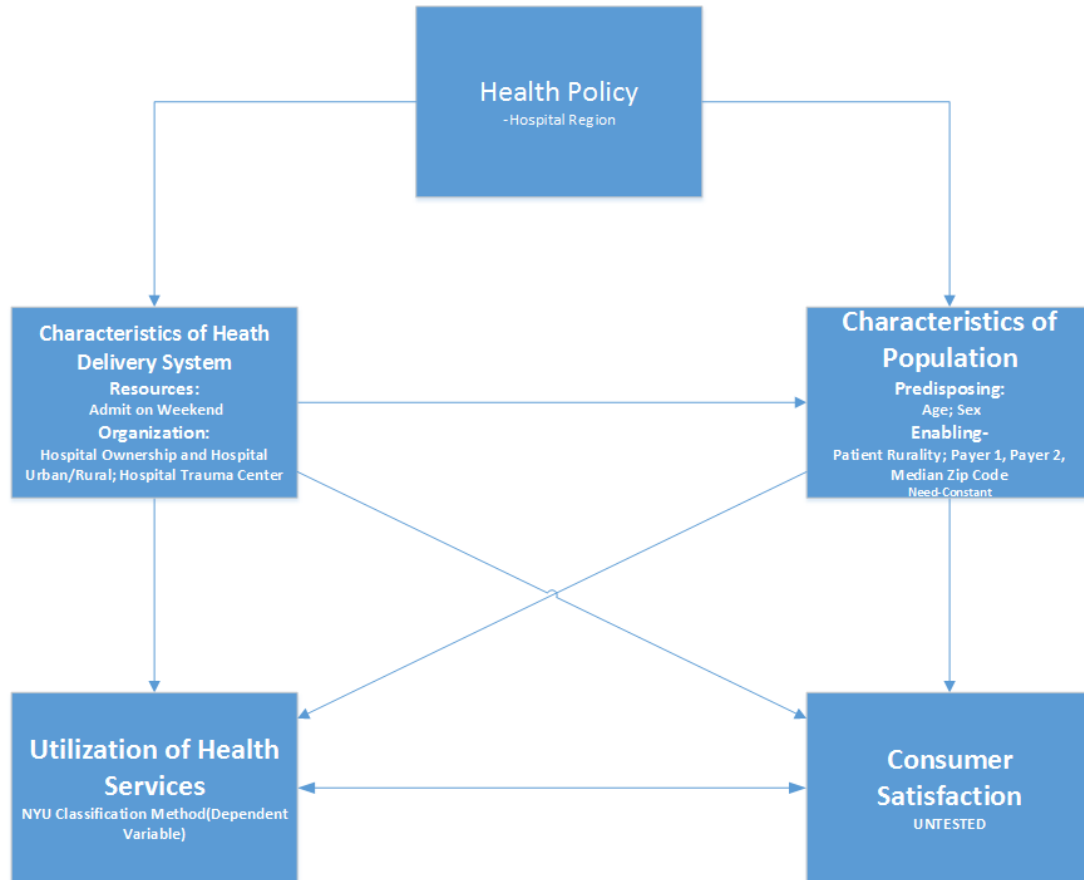 Health Policy
-Hospital Region
Characteristics of Heath
Delivery System
Resources:
Admit on Weekend
Organization:
Hospital Ownership and Hospital
Urban/Rural; Hospital Trauma Center
Characteristics of
Population
Predisposing:
Age; Sex
Enabling-
Patient Rurality; Payer 1, Payer 2,
Median Zip Code
Need-Constant
Utilization of Health
Services
NYU Classification Method(Dependent
Variable)
Consumer
Satisfaction
UNTESTED